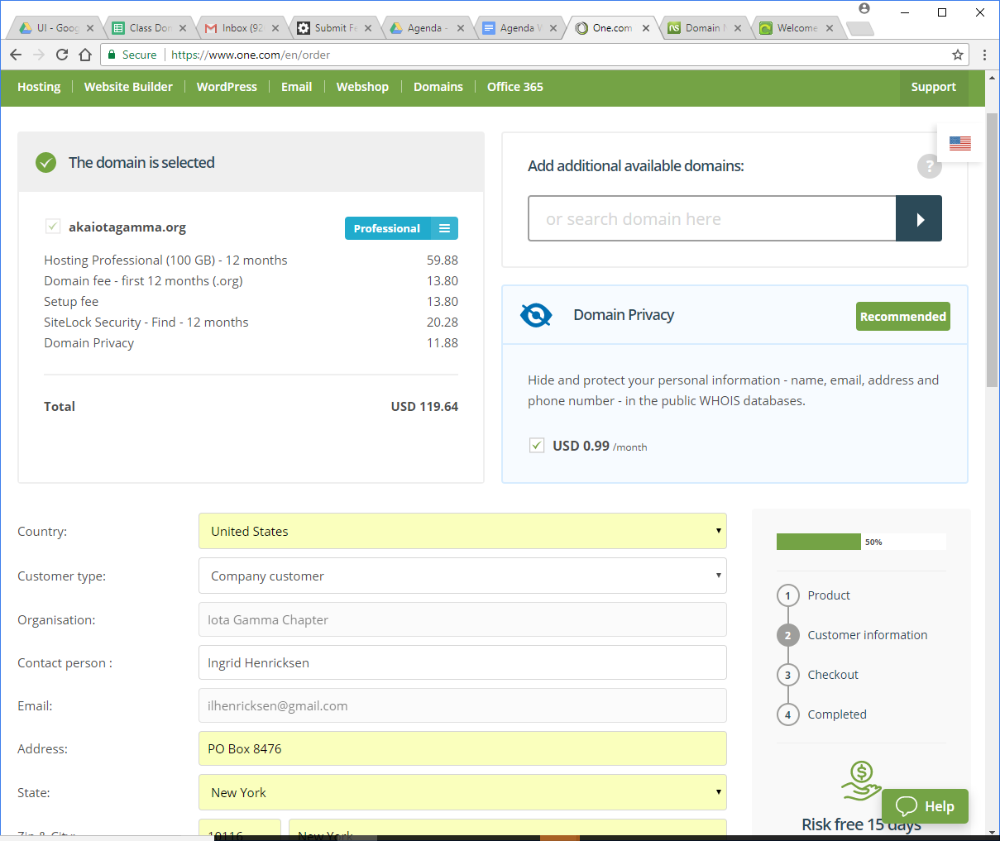 UI - Goog
Class Dor
Inbox (92
Submit Fe
Agenda -
Agenda W
One.com
Domain N
Welcome
Secure
https://www.one.com/en/order
Hosting
Website Builder
WordPress
Email
Webshop
Domains
Office 365
Support
The domain is selected
akaiotagamma.org
Professional
Hosting Professional (100 GB) - 12 months 59.88
Domain fee - first 12 months (.org) 13.80
Setup fee 13.80
SiteLock Security - Find - 12 months 20.28
Domain Privacy 11.88
Total USD 119.64
Add additional available domains:
?
or search domain here
Domain Privacy
Recommended
Hide and protect your personal information - name, email, address and
phone number - in the public WHOIS databases.
USD 0.99 /month
Country: United States
Customer type: Company customer
Organisation: Iota Gamma Chapter
Contact person : Ingrid Henricksen
Email: ilhenricksen@gmail.com
Address: PO Box 8476
State: New York
Zip & City: 10116 New York
50%
1 Product
2 Customer information
3 Checkout
4 Completed
$
Risk free 15 days
Help